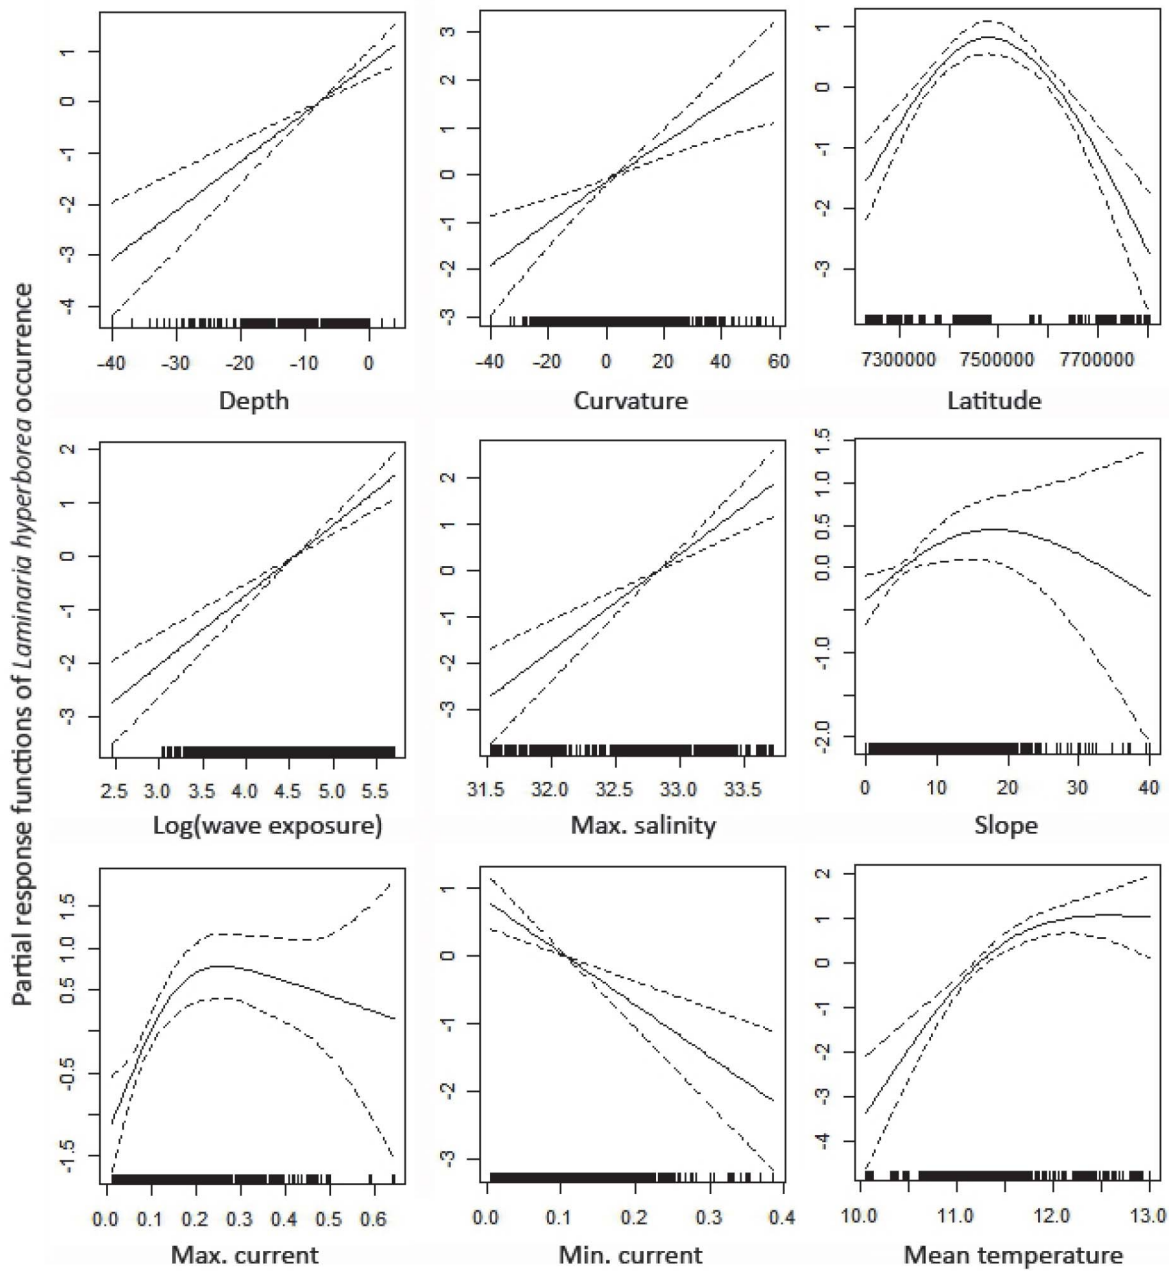 Partial response functions of Laminaria hyperborea occurrence
1
0
-1
-2
-3
-4
-40 -30 -20 -10 0
Depth
3
2
1
0
-1
-2
-3
-40 -20 0 20 40 60
Curvature
1
0
-1
-2
-3
7300000 7500000 7700000
Latitude
2
1
0
-1
-2
-3
2.5 3.0 3.5 4.0 4.5 5.0 5.5
Log(wave exposure)
2
1
0
-1
-2
-3
31.5 32.0 32.5 33.0 33.5
Max. salinity
1.5
1.0
0.5
0.0
-1.0
-2.0
0 10 20 30 40
Slope
1.5
1.0
0.5
-0.5
-1.5
0.0 0.1 0.2 0.3 0.4 0.5 0.6
Max. current
1
0
-1
-2
-3
0.0 0.1 0.2 0.3 0.4
Min. current
2
1
0
-1
-2
-3
-4
10.0 11.0 12.0 13.0
Mean temperature